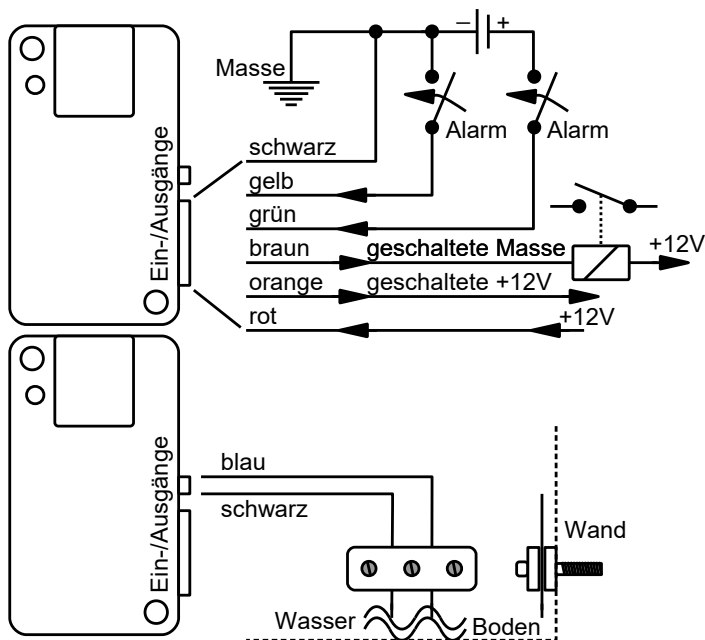 Masse
− +
Alarm Alarm
Ein-/Ausgänge
schwarz
gelb
grün
braun geschaltete Masse +12V
orange geschaltete +12V
rot +12V
Ein-/Ausgänge
blau
schwarz
Wand
Wasser Boden